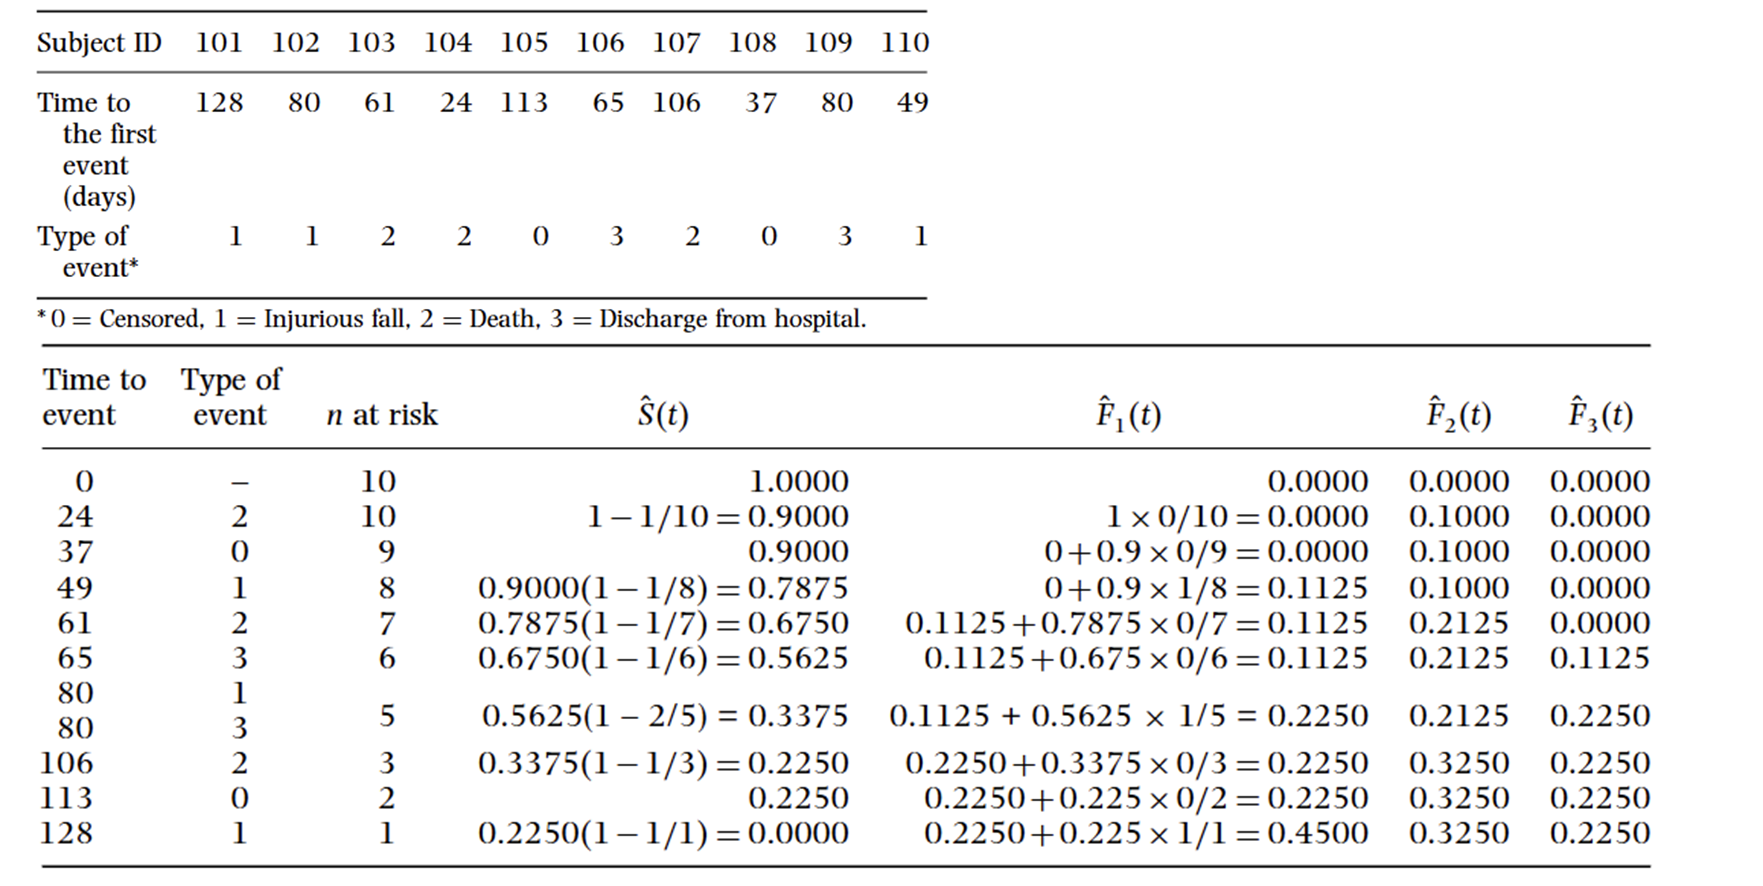 Subject ID 101 102 103 104 105 106 107 108 109 110
Time to 128 80 61 24 113 65 106 37 80 49
the first
event
(days)
Type of 1 1 2 2 0 3 2 0 3 1
event*
*0 = Censored, 1 = Injurious fall, 2 = Death, 3 = Discharge from hospital.
Time to Type of
event event n at risk Ŝ(t) F̂₁(t) F̂₂(t) F̂₃(t)
0 – 10 1.0000 0.0000 0.0000 0.0000
24 2 10 1−1/10=0.9000 1×0/10=0.0000 0.1000 0.0000
37 0 9 0.9000 0+0.9×0/9=0.0000 0.1000 0.0000
49 1 8 0.9000(1−1/8)=0.7875 0+0.9×1/8=0.1125 0.1000 0.0000
61 2 7 0.7875(1−1/7)=0.6750 0.1125+0.7875×0/7=0.1125 0.2125 0.0000
65 3 6 0.6750(1−1/6)=0.5625 0.1125+0.675×0/6=0.1125 0.2125 0.1125
80 1
5 0.5625(1 − 2/5) = 0.3375 0.1125 + 0.5625 × 1/5 = 0.2250 0.2125 0.2250
80 3
106 2 3 0.3375(1−1/3)=0.2250 0.2250+0.3375×0/3=0.2250 0.3250 0.2250
113 0 2 0.2250 0.2250+0.225×0/2=0.2250 0.3250 0.2250
128 1 1 0.2250(1−1/1)=0.0000 0.2250+0.225×1/1=0.4500 0.3250 0.2250